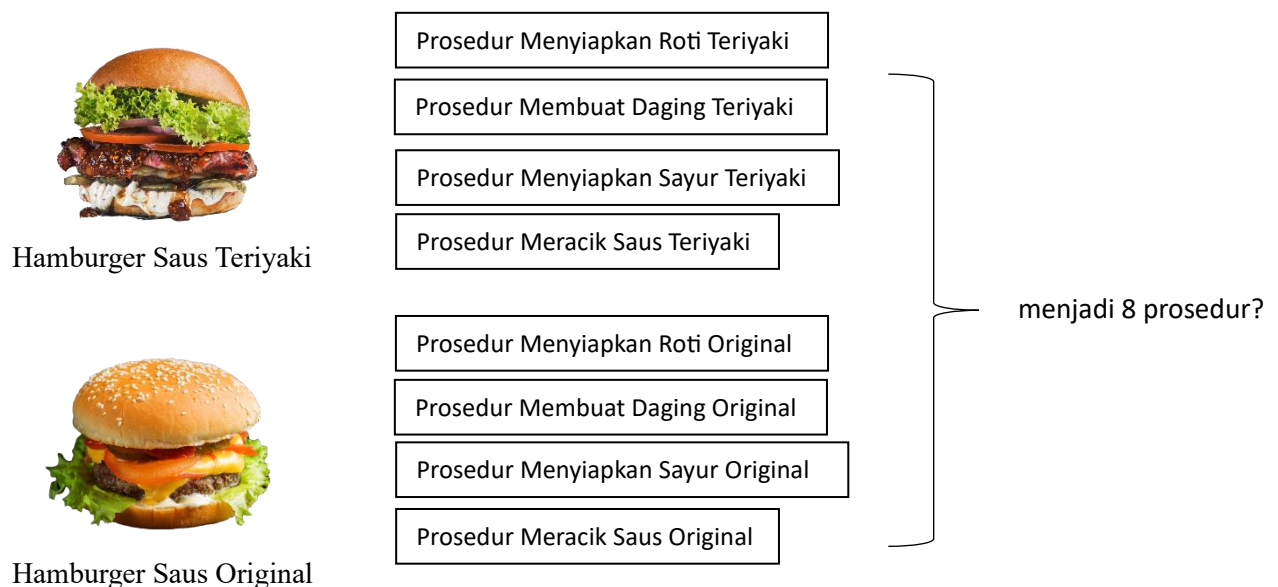 Prosedur Menyiapkan Roti Teriyaki
Prosedur Membuat Daging Teriyaki
Prosedur Menyiapkan Sayur Teriyaki
Prosedur Meracik Saus Teriyaki
Hamburger Saus Teriyaki
menjadi 8 prosedur?
Prosedur Menyiapkan Roti Original
Prosedur Membuat Daging Original
Prosedur Menyiapkan Sayur Original
Prosedur Meracik Saus Original
Hamburger Saus Original